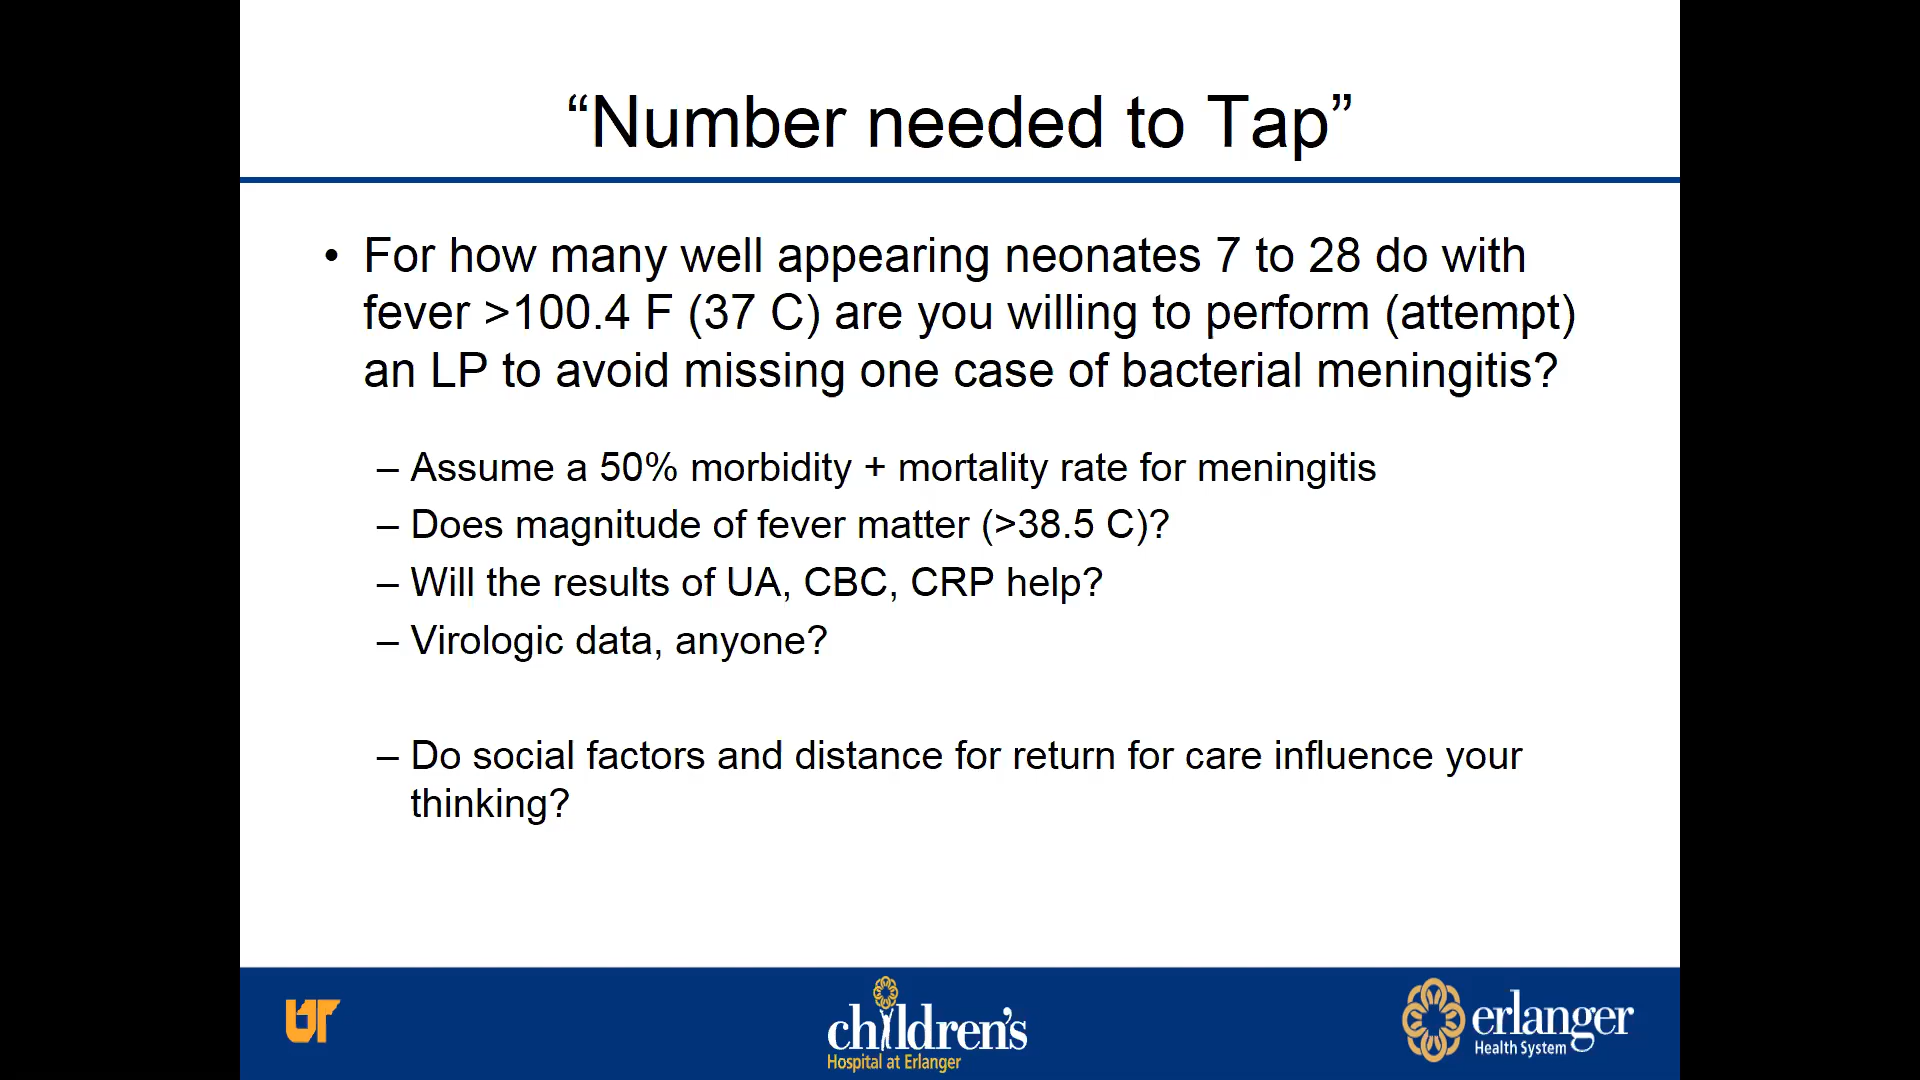 “Number needed to Tap”
• For how many well appearing neonates 7 to 28 do with
fever >100.4 F (37 C) are you willing to perform (attempt)
an LP to avoid missing one case of bacterial meningitis?
– Assume a 50% morbidity + mortality rate for meningitis
– Does magnitude of fever matter (>38.5 C)?
– Will the results of UA, CBC, CRP help?
– Virologic data, anyone?
– Do social factors and distance for return for care influence your
thinking?
UT
children's
Hospital at Erlanger
erlanger
Health System